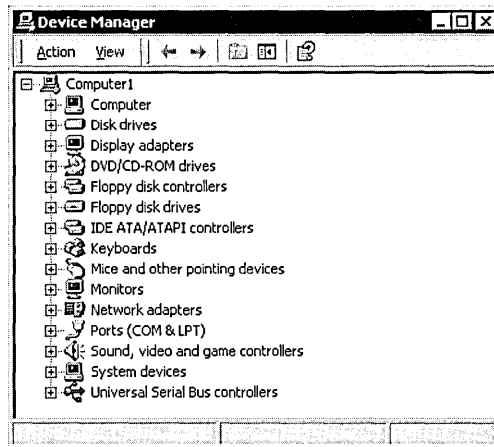 Device Manager
Action View
Computer1
Computer
Disk drives
Display adapters
DVD/CD-ROM drives
Floppy disk controllers
Floppy disk drives
IDE ATA/ATAPI controllers
Keyboards
Mice and other pointing devices
Monitors
Network adapters
Ports (COM & LPT)
Sound, video and game controllers
System devices
Universal Serial Bus controllers